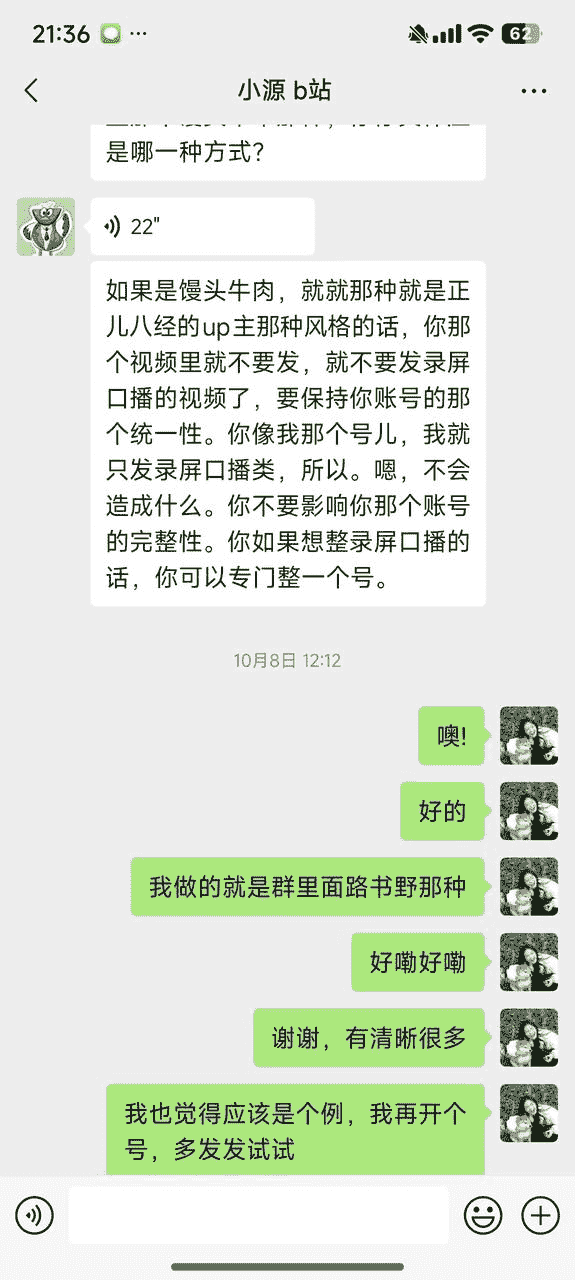 21:36
62
小源 b站
是哪一种方式？
22"
如果是馒头牛肉，就就那种就是正
儿八经的up主那种风格的话，你那
个视频里就不要发，就不要发录屏
口播的视频了，要保持你账号的那
个统一性。你像我那个号儿，我就
只发录屏口播类，所以。嗯，不会
造成什么。你不要影响你那个账号
的完整性。你如果想整录屏口播的
话，你可以专门整一个号。
10月8日 12:12
噢!
好的
我做的就是群里面路书野那种
好嘞好嘞
谢谢，有清晰很多
我也觉得应该是个例，我再开个
号，多发发试试